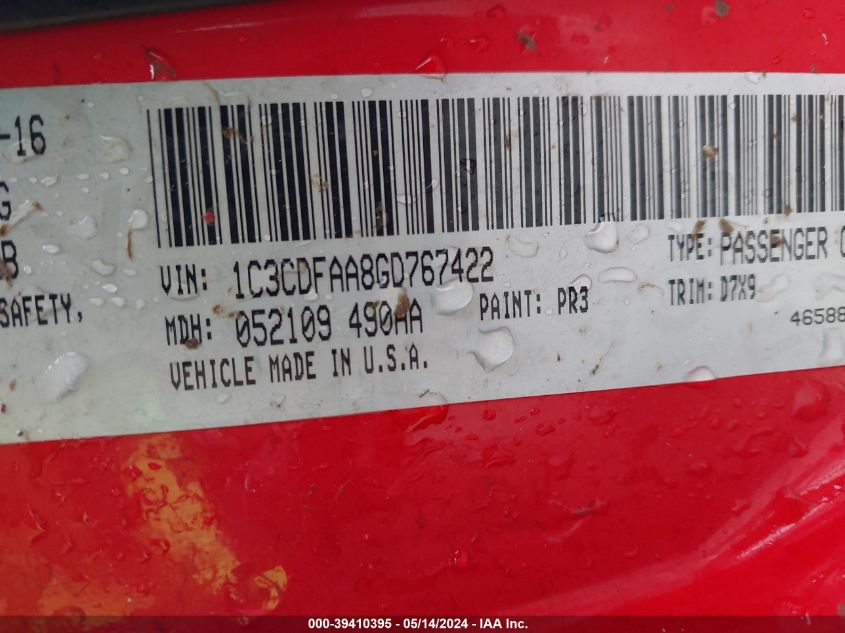 -16
G
B
SAFETY,
VIN: 1C3CDFAA8GD767422
TYPE: PASSENGER C
MDH: 052109 490AA
PAINT: PR3
TRIM: D7X9
VEHICLE MADE IN U.S.A.
46588
000-39410395 - 05/14/2024 - IAA Inc.